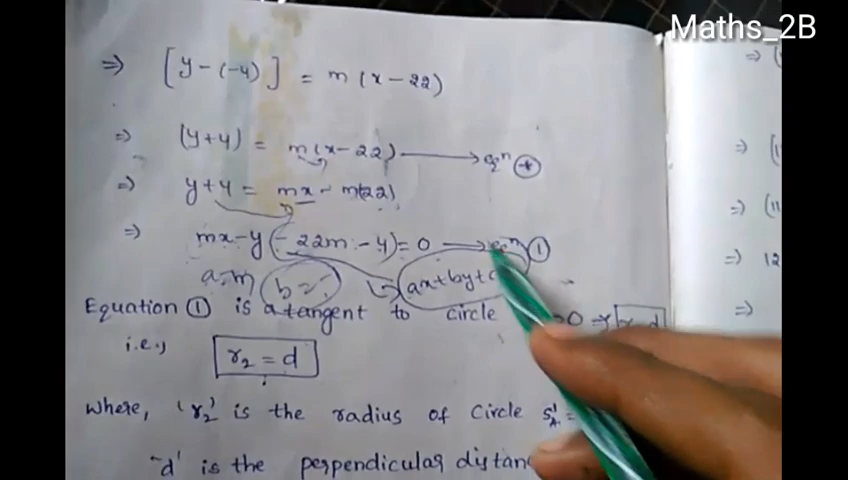 Maths_2B
⇒ [y-(-4)] = m(x-22)
⇒ (y+4) = m(x-22) → eqⁿ (*)
⇒ y+4 = mx - m(22)
⇒ mx-y(-22m-4)=0 → eqⁿ ①
a=m b=- ax+by+c
Equation ① is a tangent to circle =0 ⇒
i.e., r₂ = d
Where, 'r₂' is the radius of circle S' =
'd' is the perpendicular